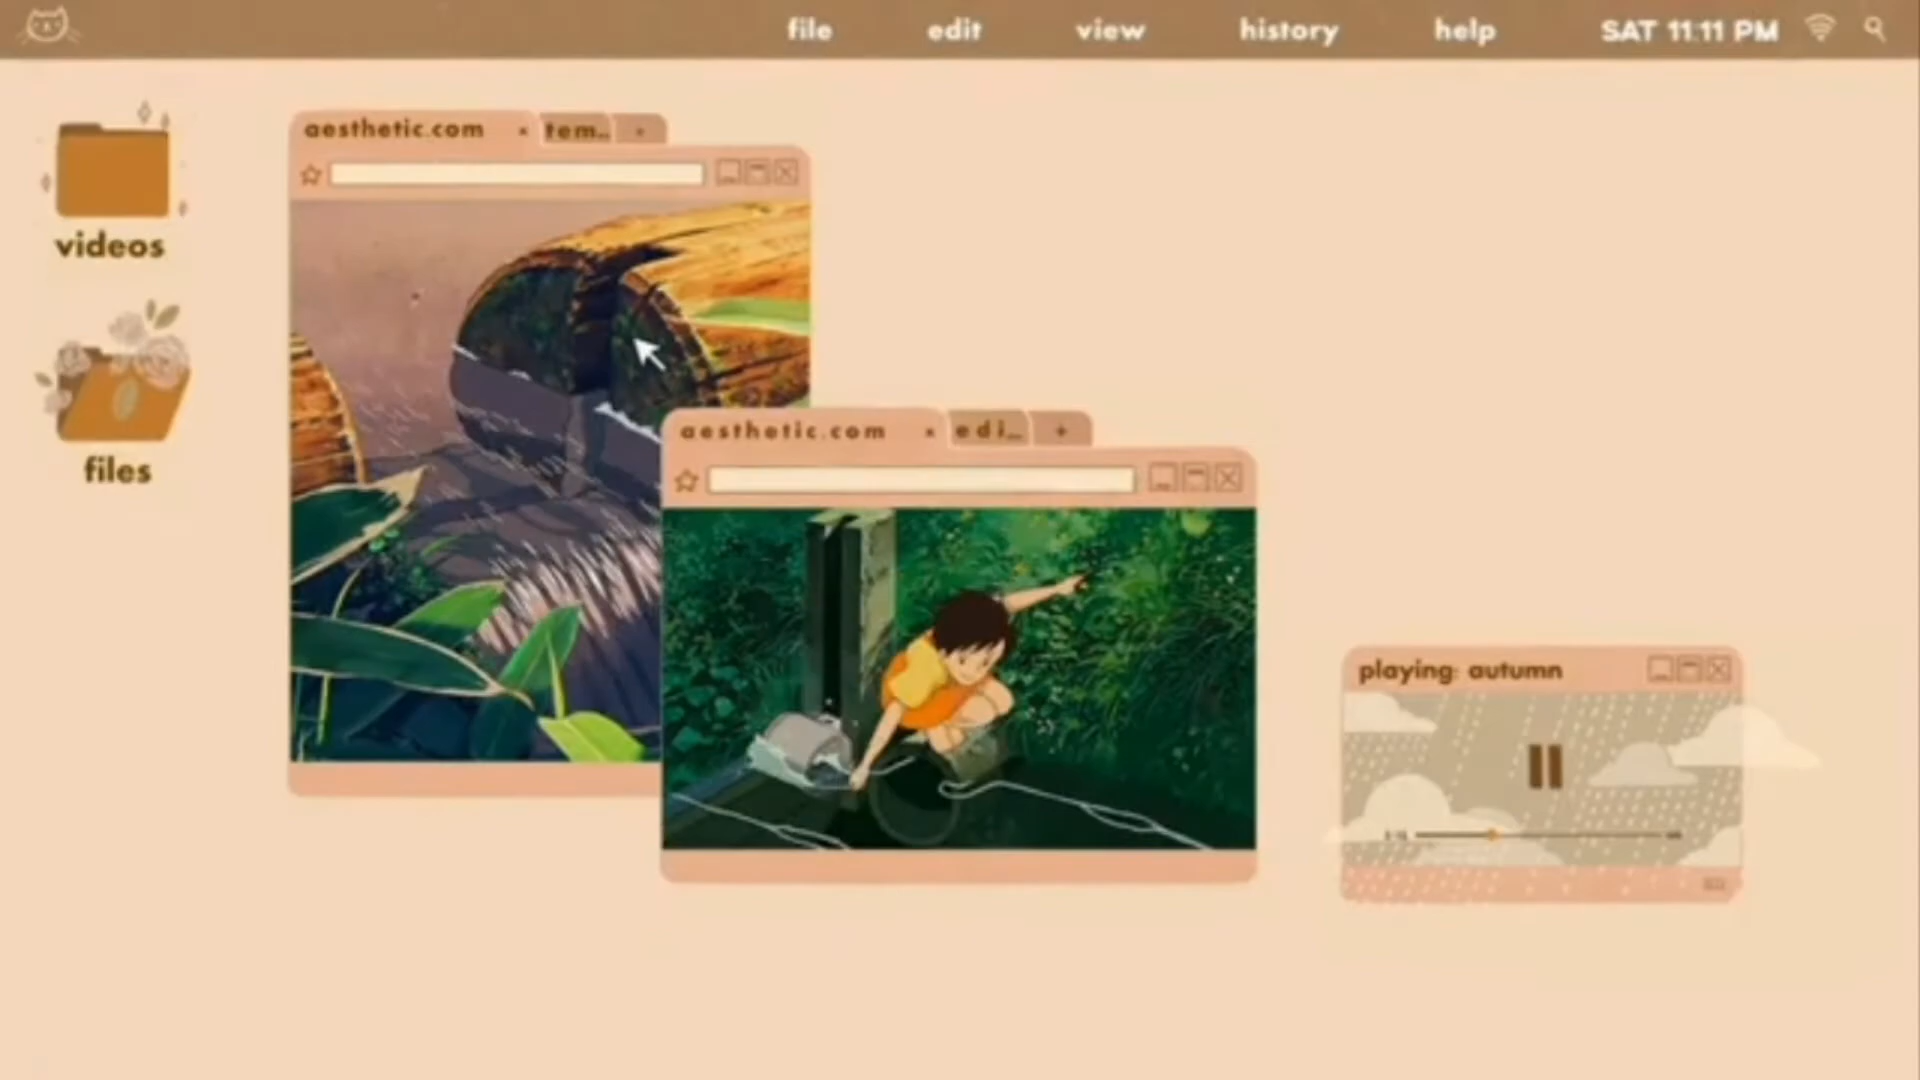 file edit view history help SAT 11:11 PM
videos
files
aesthetic.com × tem.. +
aesthetic.com × edi... +
playing: autumn